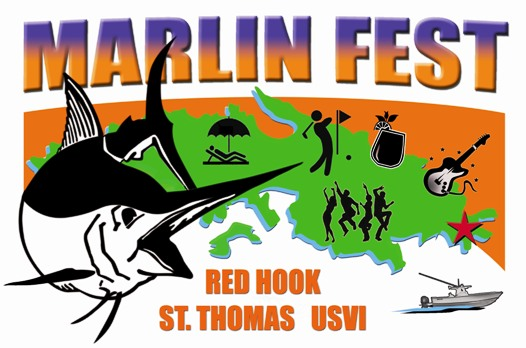 MARLIN FEST
RED HOOK
ST. THOMAS USVI